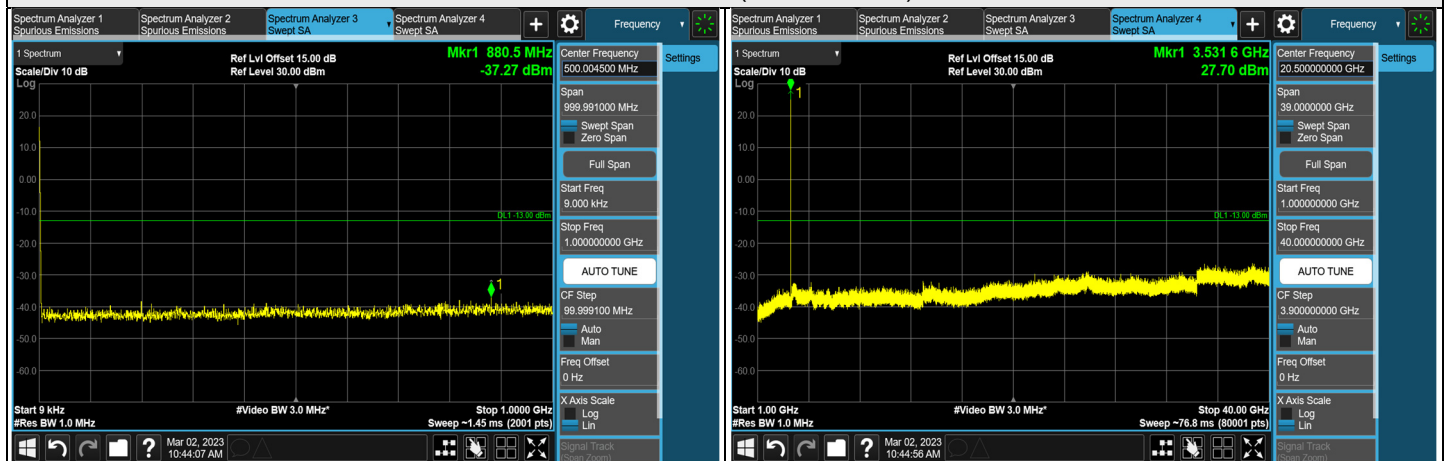 Spectrum Analyzer 1
Spurious Emissions
Spectrum Analyzer 2
Spurious Emissions
Spectrum Analyzer 3
Swept SA
Spectrum Analyzer 4
Swept SA
Frequency
1 Spectrum
Scale/Div 10 dB
Log
Ref Lvl Offset 15.00 dB
Ref Level 30.00 dBm
Mkr1 880.5 MHz
-37.27 dBm
20.0
10.0
0.00
-10.0
-20.0
-30.0
-40.0
-50.0
-60.0
DL1 -13.00 dBm
1
Start 9 kHz
#Res BW 1.0 MHz
#Video BW 3.0 MHz*
Stop 1.0000 GHz
Sweep ~1.45 ms (2001 pts)
Mar 02, 2023
10:44:07 AM
Center Frequency
500.004500 MHz
Settings
Span
999.991000 MHz
Swept Span
Zero Span
Full Span
Start Freq
9.000 kHz
Stop Freq
1.000000000 GHz
AUTO TUNE
CF Step
99.999100 MHz
Auto
Man
Freq Offset
0 Hz
X Axis Scale
Log
Lin
Signal Track
(Span Zoom)
Spectrum Analyzer 1
Spurious Emissions
Spectrum Analyzer 2
Spurious Emissions
Spectrum Analyzer 3
Swept SA
Spectrum Analyzer 4
Swept SA
Frequency
1 Spectrum
Scale/Div 10 dB
Log
Ref Lvl Offset 15.00 dB
Ref Level 30.00 dBm
Mkr1 3.531 6 GHz
27.70 dBm
1
20.0
10.0
0.00
-10.0
-20.0
-30.0
-40.0
-50.0
-60.0
DL1 -13.00 dBm
Start 1.00 GHz
#Res BW 1.0 MHz
#Video BW 3.0 MHz*
Stop 40.00 GHz
Sweep ~76.8 ms (80001 pts)
Mar 02, 2023
10:44:56 AM
Center Frequency
20.500000000 GHz
Settings
Span
39.0000000 GHz
Swept Span
Zero Span
Full Span
Start Freq
1.000000000 GHz
Stop Freq
40.000000000 GHz
AUTO TUNE
CF Step
3.900000000 GHz
Auto
Man
Freq Offset
0 Hz
X Axis Scale
Log
Lin
Signal Track
(Span Zoom)